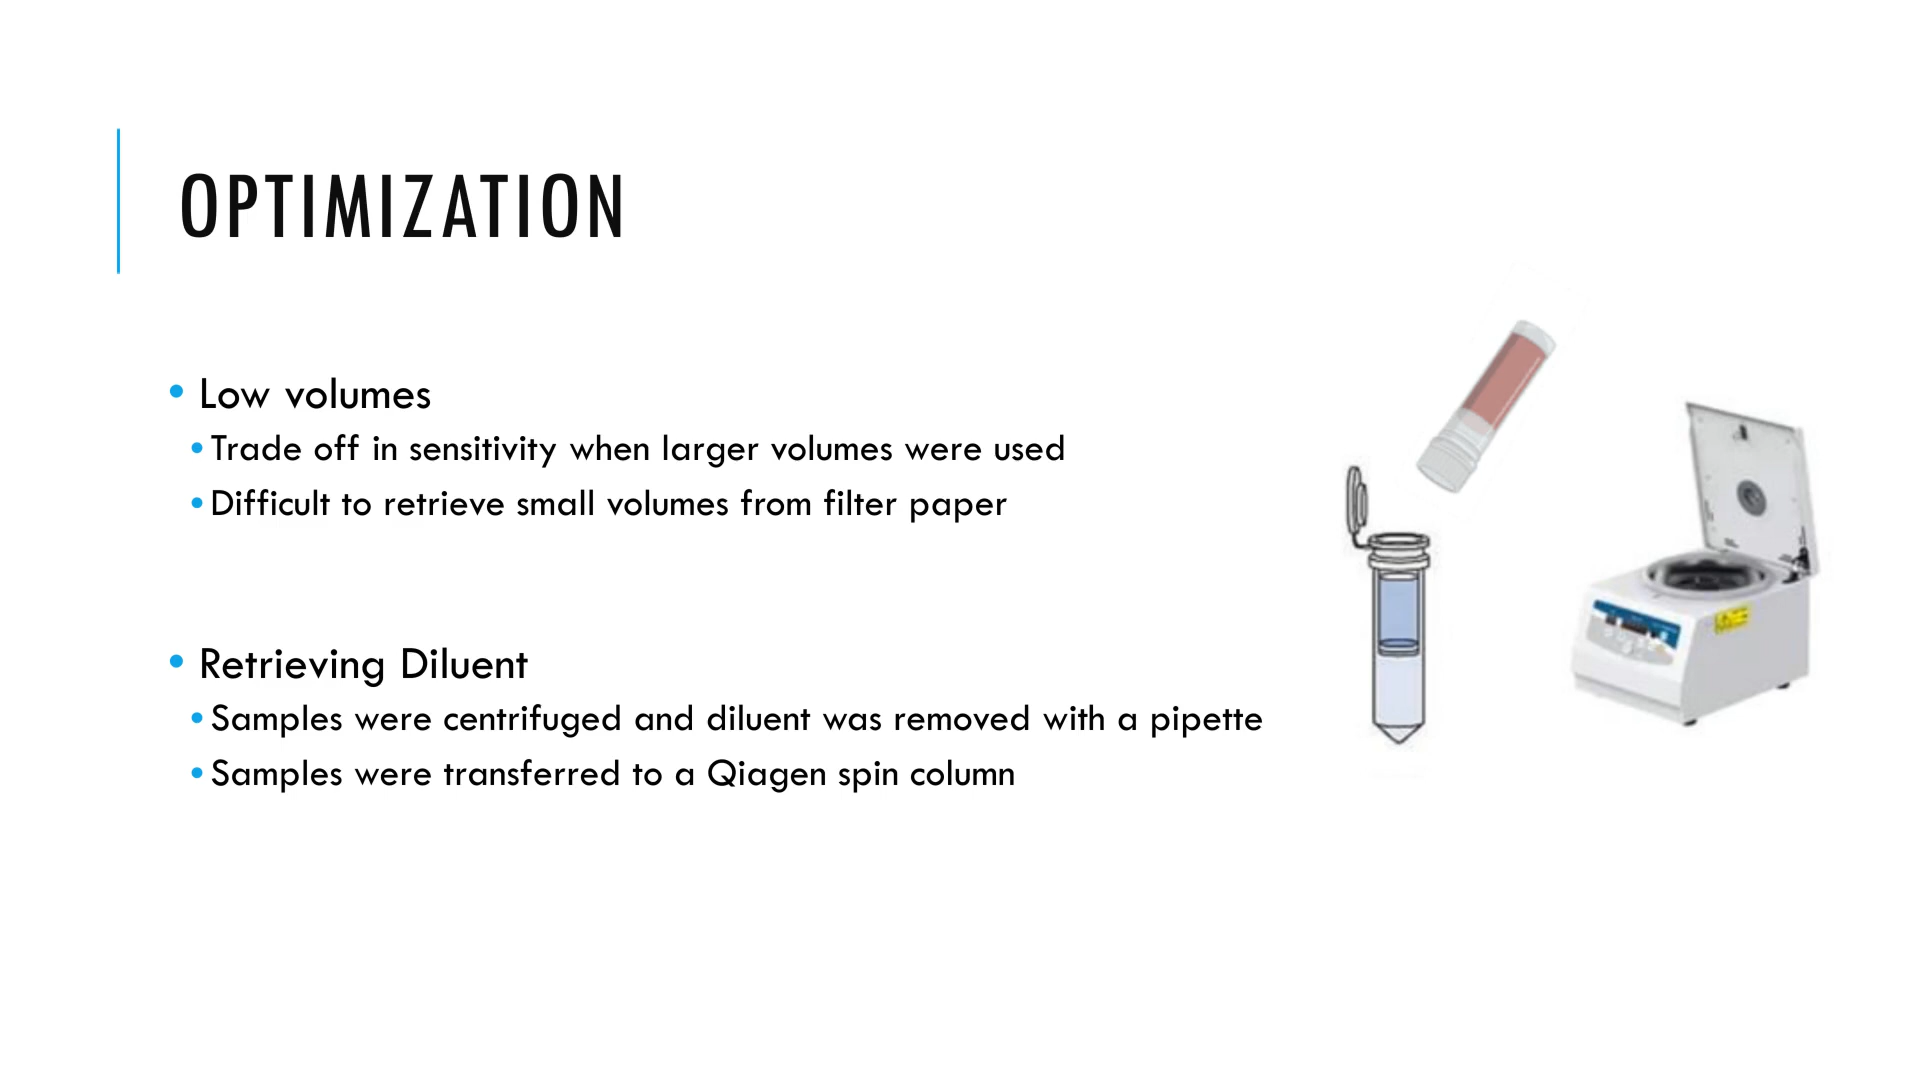 OPTIMIZATION
• Low volumes
• Trade off in sensitivity when larger volumes were used
• Difficult to retrieve small volumes from filter paper
• Retrieving Diluent
• Samples were centrifuged and diluent was removed with a pipette
• Samples were transferred to a Qiagen spin column